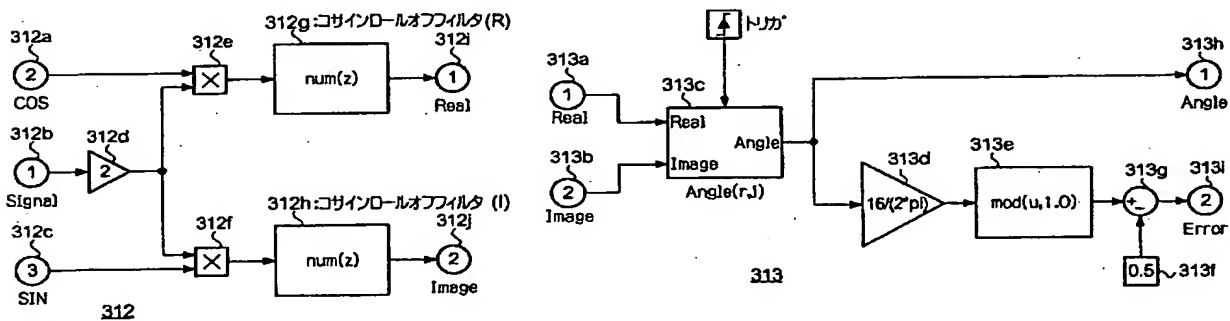 312g:コサインロールオフフィルタ(R)
312a
312e
312i
2
×
num(z)
1
COS
Real
312b
312d
1
2
Signal
312h:コサインロールオフフィルタ(I)
312c
312f
312j
3
×
num(z)
2
SIN
Image
312
トリガ
313a
313c
313h
1
1
Real
Real
Angle
313b
Angle
2
Image
Image
Angle(r,i)
313d
313e
313g
313i
16/(2*pi)
mod(u,1.0)
+-
2
Error
0.5
313f
313